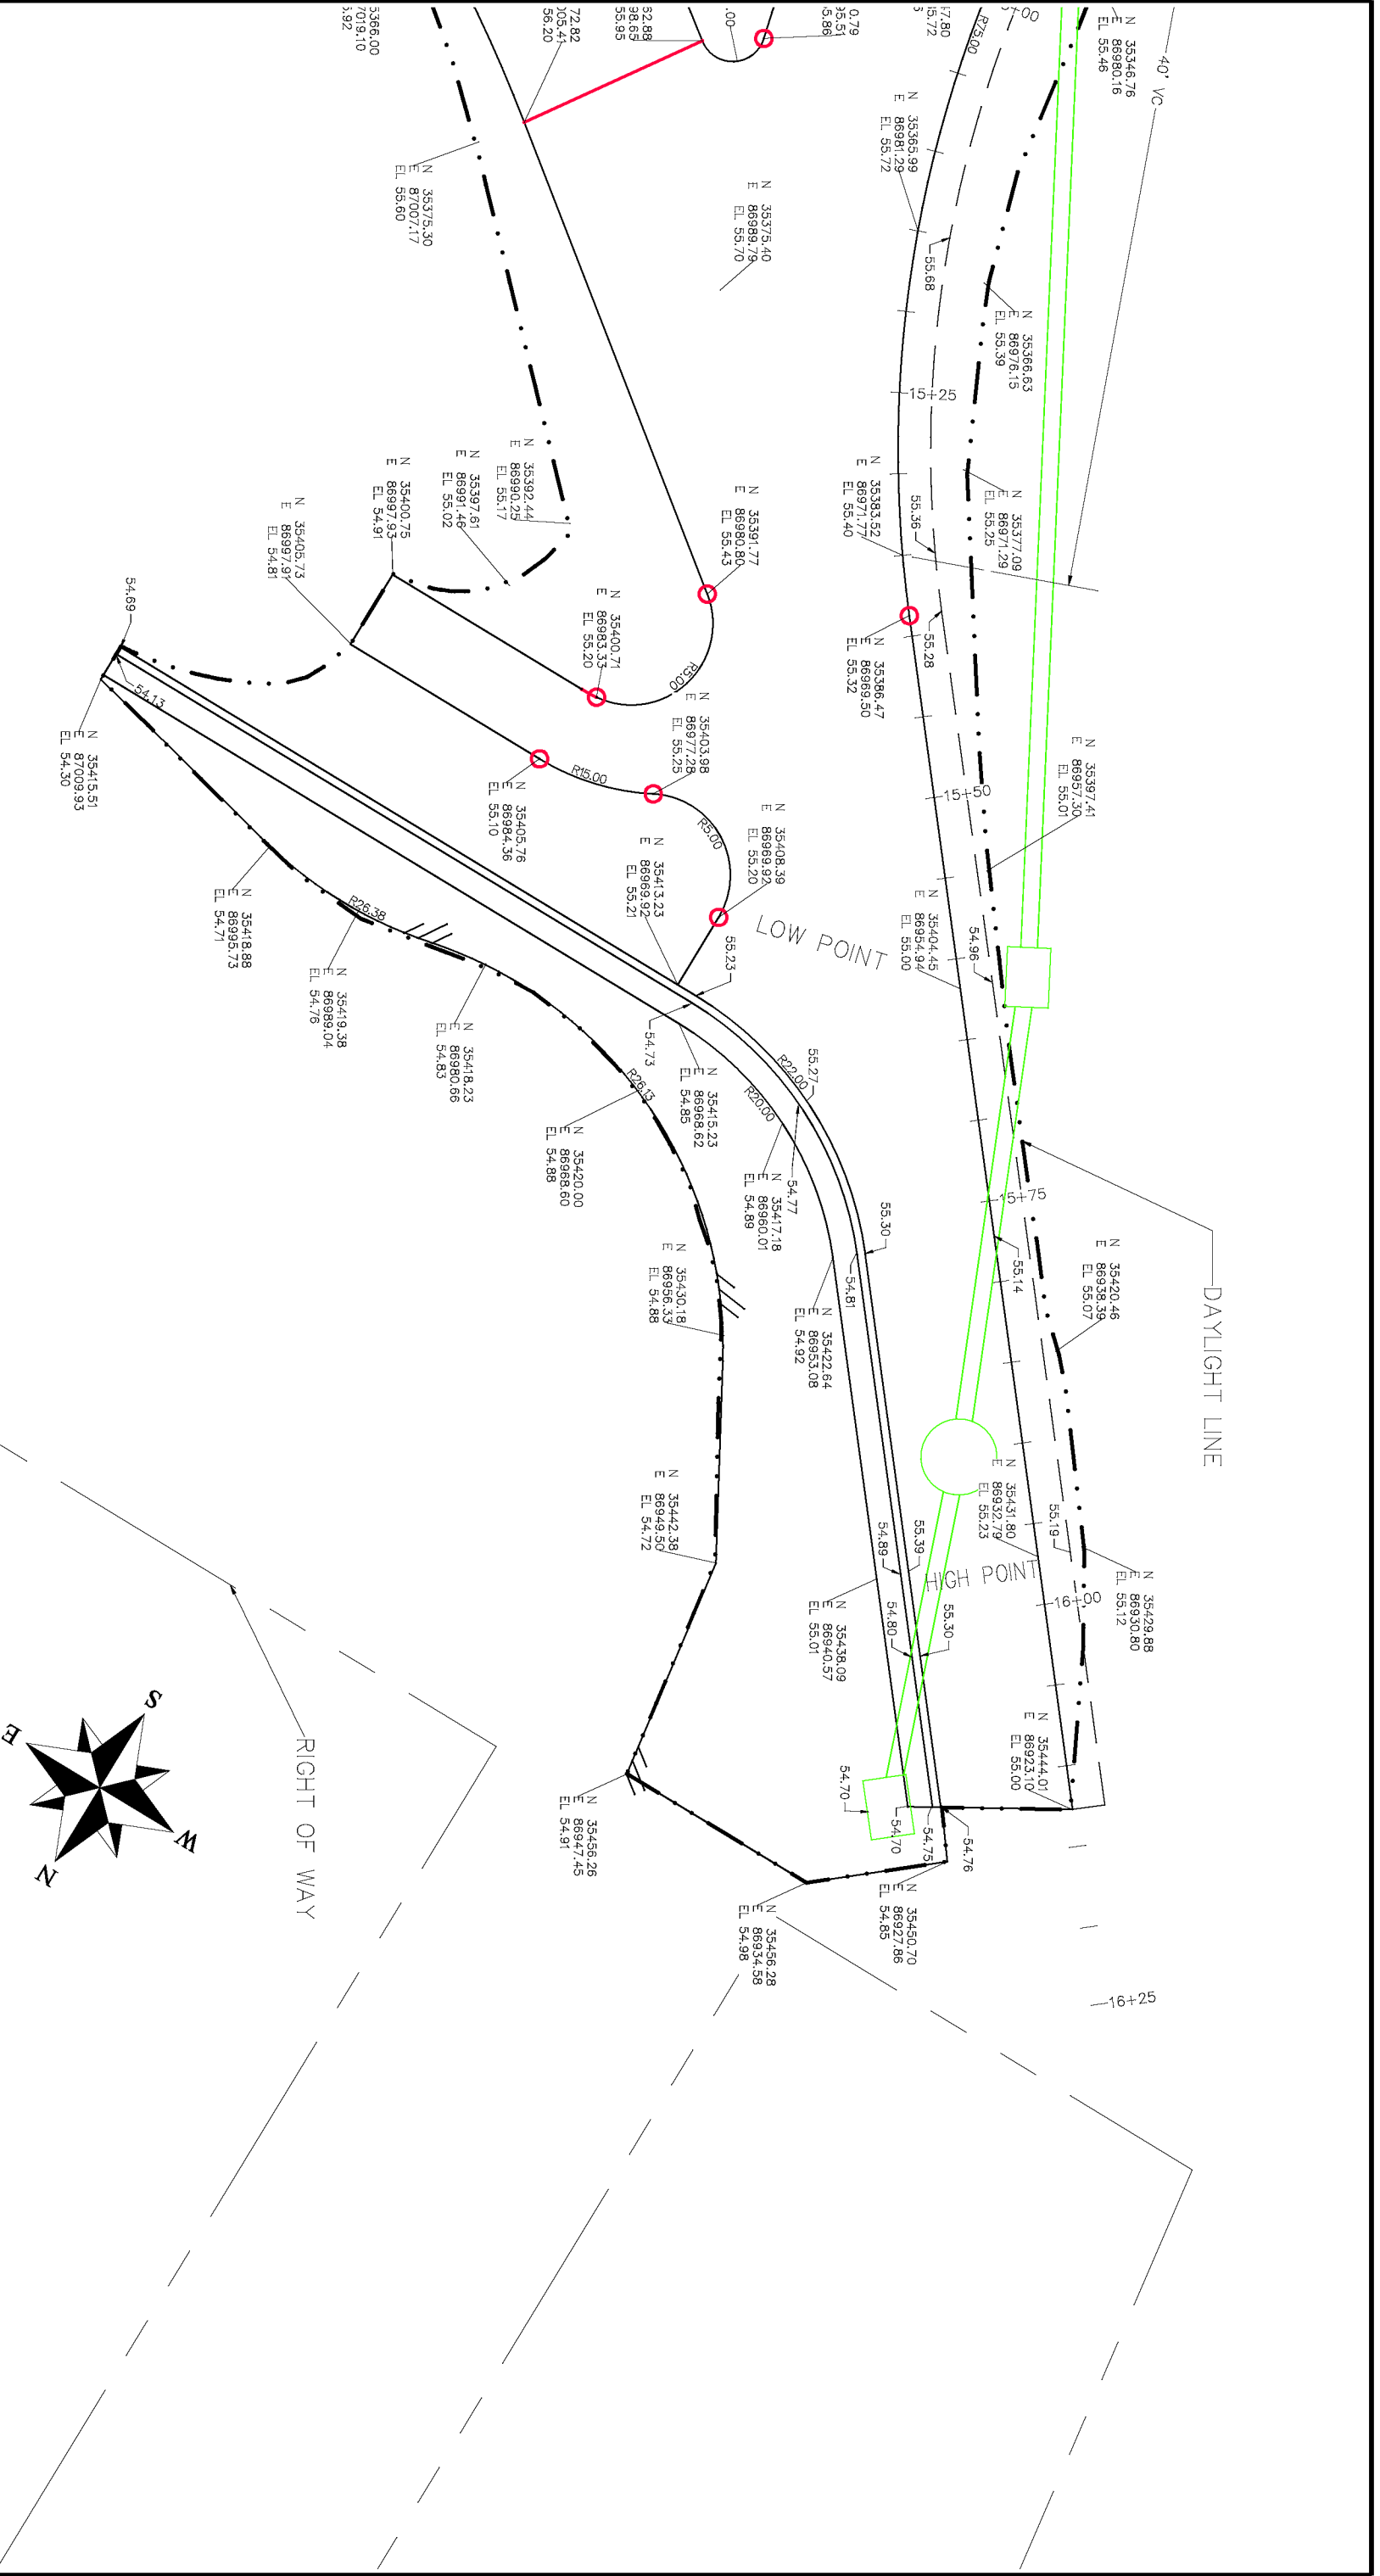 N 35346.76
E 86980.16
EL 55.46
40' VC
47.80
R75.00
N 35365.99
E 86981.29
EL 55.72
55.68
N 35366.63
E 86976.15
EL 55.39
N 35375.40
E 86989.79
EL 55.70
72.82
56.20
62.88
98.65
55.95
5366.00
7019.10
N 35375.30
E 87007.17
EL 55.60
15+25
N 35377.09
E 86971.29
EL 55.25
55.36
N 35383.52
E 86971.77
EL 55.40
55.28
N 35386.47
E 86969.50
EL 55.32
N 35391.77
E 86980.80
EL 55.43
N 35392.44
E 86990.25
EL 55.17
N 35397.61
E 86991.46
EL 55.02
N 35400.75
E 86997.93
EL 54.91
N 35405.73
E 86997.91
EL 54.81
N 35400.71
E 86983.33
EL 55.20
R5.00
N 35403.98
E 86977.28
EL 55.25
R15.00
N 35405.76
E 86984.36
EL 55.10
R5.00
N 35408.39
E 86969.92
EL 55.20
N 35413.23
E 86969.92
EL 55.21
54.69
54.13
N 35415.51
E 87009.93
EL 54.30
N 35397.41
E 86957.30
EL 55.01
15+50
N 35404.45
E 86954.94
EL 55.00
54.96
LOW POINT
55.23
54.73
N 35418.88
E 86995.73
EL 54.71
R26.38
N 35419.38
E 86989.04
EL 54.76
N 35418.23
E 86980.66
EL 54.83
R22.00
55.27
R20.00
N 35415.23
E 86968.62
EL 54.85
R26.13
N 35420.00
E 86968.60
EL 54.88
54.77
N 35417.18
E 86960.01
EL 54.89
15+75
55.14
55.30
54.81
DAYLIGHT LINE
N 35420.46
E 86938.39
EL 55.07
N 35422.64
E 86953.08
EL 54.92
N 35430.18
E 86956.33
EL 54.88
N 35431.80
E 86932.79
EL 55.23
55.19
55.39
54.89
HIGH POINT
N 35442.38
E 86949.50
EL 54.72
N 35429.88
E 86930.80
EL 55.12
16+00
55.30
54.80
N 35438.09
E 86940.57
EL 55.01
N 35444.01
E 86923.10
EL 55.00
54.70
54.70
54.75
54.76
N 35456.26
E 86947.45
EL 54.91
N 35450.70
E 86927.86
EL 54.85
N 35456.28
E 86934.58
EL 54.98
16+25
RIGHT OF WAY
S
E
W
N